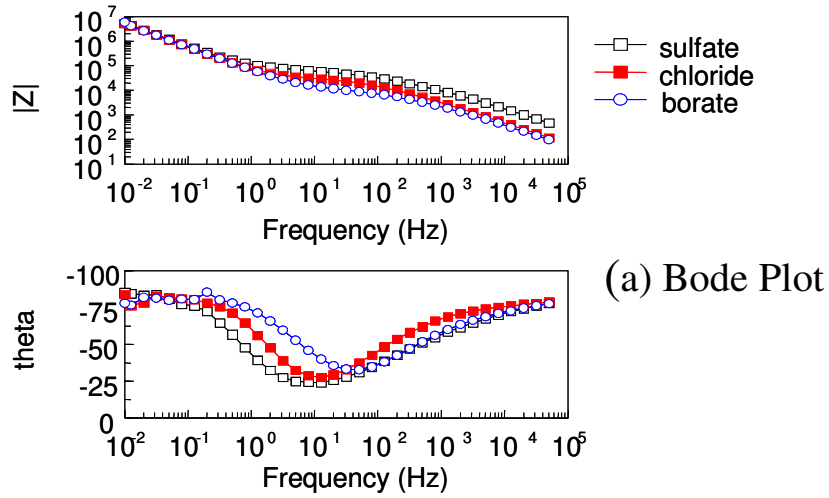 10^7
10^6
10^5
10^4
10^3
10^2
10^1
|Z|
10^-2 10^-1 10^0 10^1 10^2 10^3 10^4 10^5
Frequency (Hz)
sulfate
chloride
borate
-100
-75
-50
-25
0
theta
10^-2 10^-1 10^0 10^1 10^2 10^3 10^4 10^5
Frequency (Hz)
(a) Bode Plot